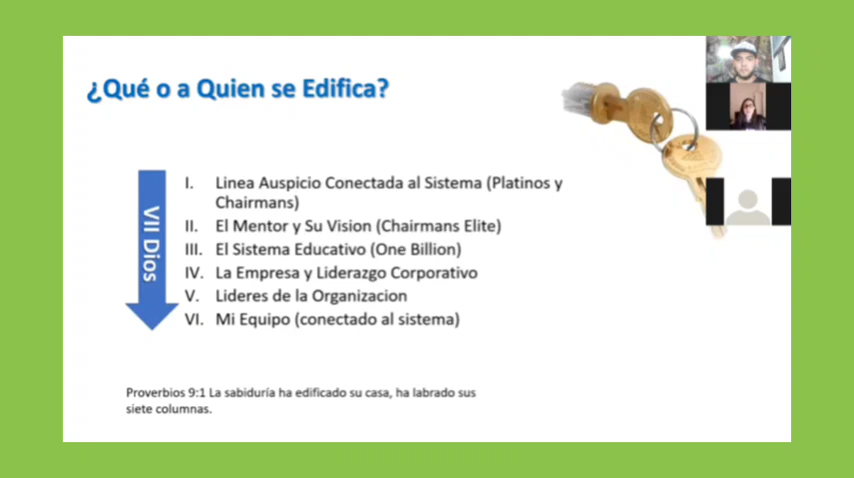 ¿Qué o a Quien se Edifica?
VII Dios
I. Linea Auspicio Conectada al Sistema (Platinos y
Chairmans)
II. El Mentor y Su Vision (Chairmans Elite)
III. El Sistema Educativo (One Billion)
IV. La Empresa y Liderazgo Corporativo
V. Lideres de la Organizacion
VI. Mi Equipo (conectado al sistema)
Proverbios 9:1 La sabiduría ha edificado su casa, ha labrado sus
siete columnas.